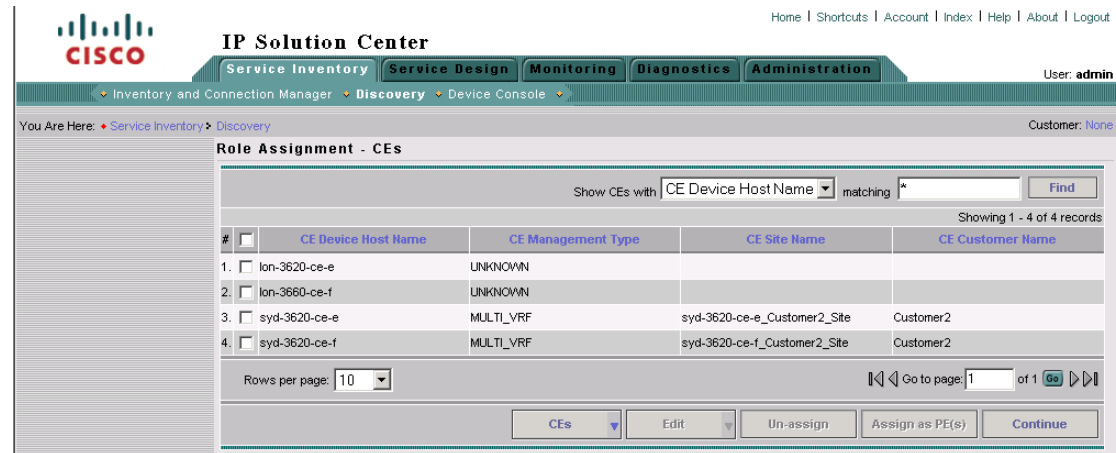 Home | Shortcuts | Account | Index | Help | About | Logout
CISCO
IP Solution Center
Service Inventory Service Design Monitoring Diagnostics Administration
User: admin
Inventory and Connection Manager Discovery Device Console
You Are Here: Service Inventory Discovery
Customer: None
Role Assignment - CEs
Show CEs with CE Device Host Name matching * Find
Showing 1 - 4 of 4 records
# CE Device Host Name CE Management Type CE Site Name CE Customer Name
1. lon-3620-ce-e UNKNOWN
2. lon-3660-ce-f UNKNOWN
3. syd-3620-ce-e MULTI_VRF syd-3620-ce-e_Customer2_Site Customer2
4. syd-3620-ce-f MULTI_VRF syd-3620-ce-f_Customer2_Site Customer2
Rows per page: 10 Go to page: 1 of 1 Go
CEs Edit Un-assign Assign as PE(s) Continue